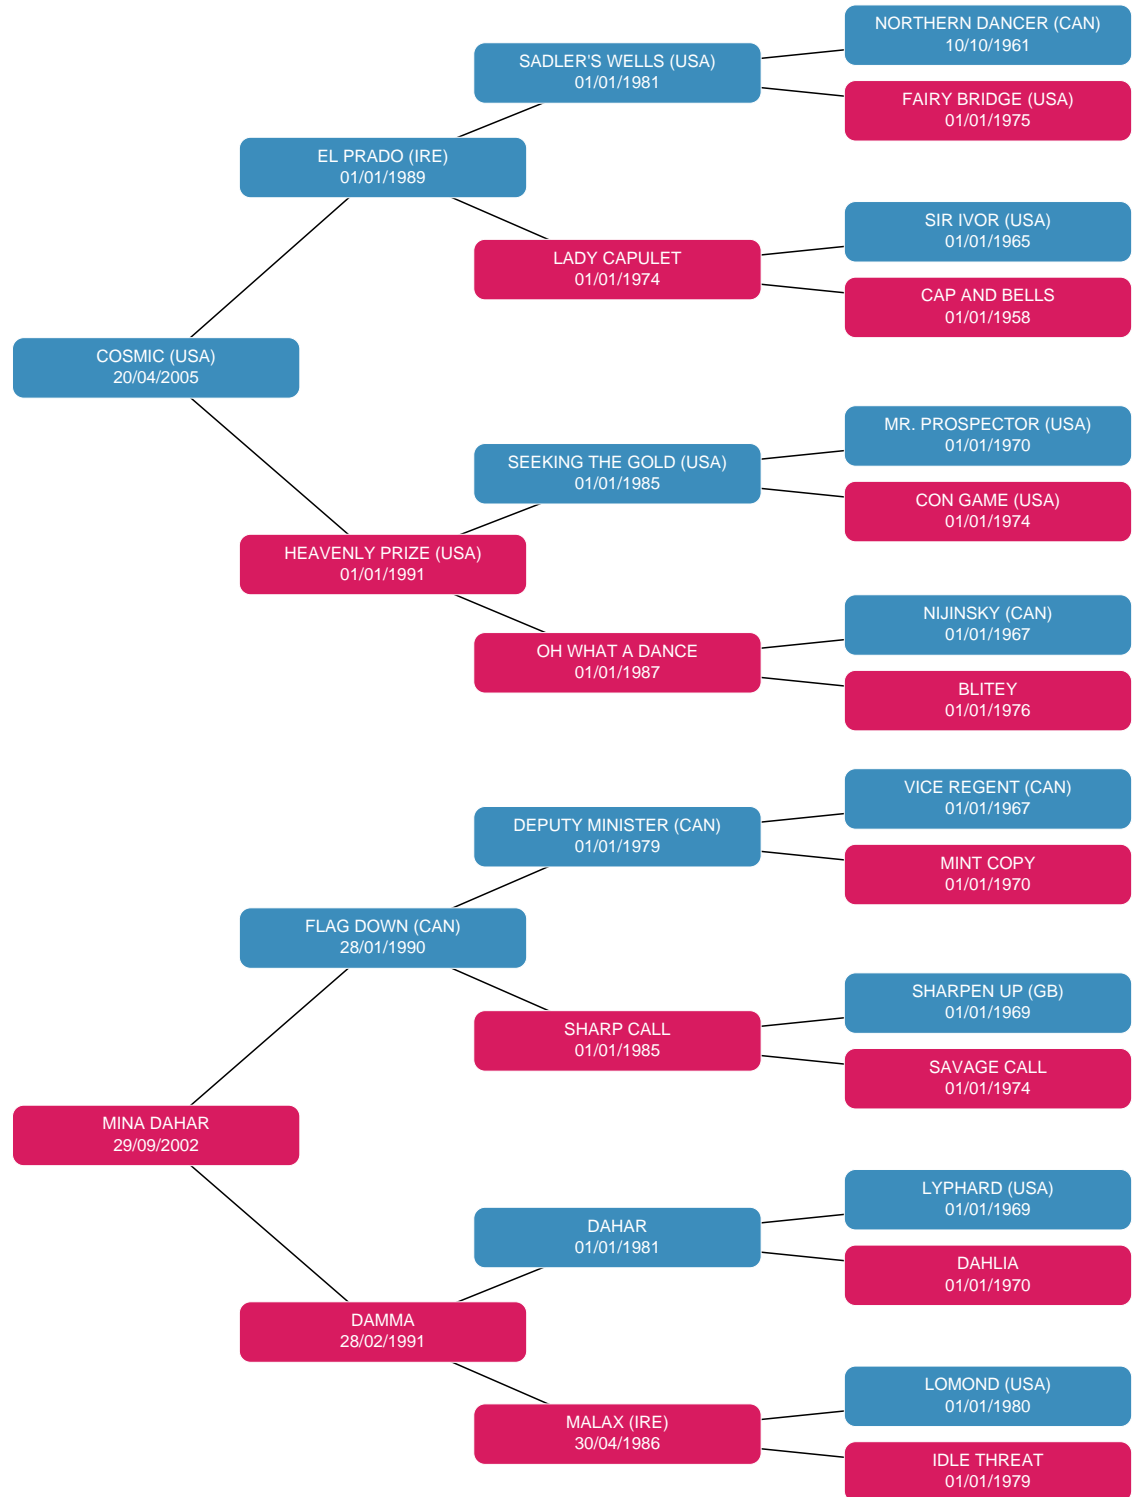 NORTHERN DANCER (CAN)
10/10/1961
SADLER'S WELLS (USA)
01/01/1981
FAIRY BRIDGE (USA)
01/01/1975
EL PRADO (IRE)
01/01/1989
SIR IVOR (USA)
01/01/1965
LADY CAPULET
01/01/1974
CAP AND BELLS
01/01/1958
COSMIC (USA)
20/04/2005
MR. PROSPECTOR (USA)
01/01/1970
SEEKING THE GOLD (USA)
01/01/1985
CON GAME (USA)
01/01/1974
HEAVENLY PRIZE (USA)
01/01/1991
NIJINSKY (CAN)
01/01/1967
OH WHAT A DANCE
01/01/1987
BLITEY
01/01/1976
VICE REGENT (CAN)
01/01/1967
DEPUTY MINISTER (CAN)
01/01/1979
MINT COPY
01/01/1970
FLAG DOWN (CAN)
28/01/1990
SHARPEN UP (GB)
01/01/1969
SHARP CALL
01/01/1985
SAVAGE CALL
01/01/1974
MINA DAHAR
29/09/2002
LYPHARD (USA)
01/01/1969
DAHAR
01/01/1981
DAHLIA
01/01/1970
DAMMA
28/02/1991
LOMOND (USA)
01/01/1980
MALAX (IRE)
30/04/1986
IDLE THREAT
01/01/1979